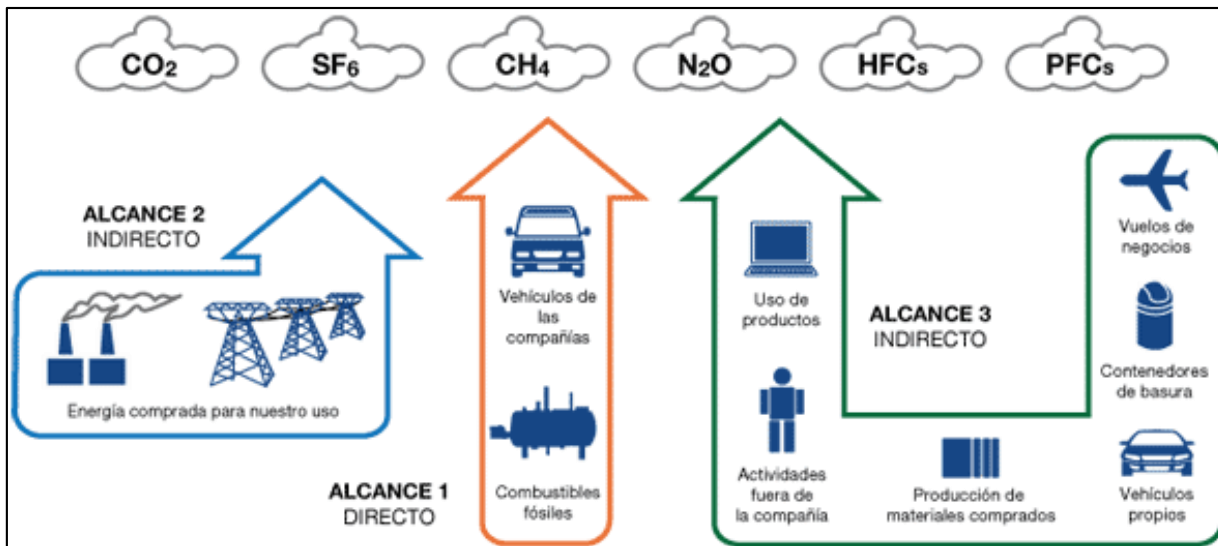 CO₂
SF₆
CH₄
N₂O
HFCs
PFCs
ALCANCE 2
INDIRECTO
Energía comprada para nuestro uso
ALCANCE 1
DIRECTO
Vehículos de
las
compañías
Combustibles
fósiles
Uso de
productos
Actividades
fuera de
la compañía
ALCANCE 3
INDIRECTO
Producción de
materiales comprados
Vuelos de
negocios
Contenedores
de basura
Vehículos
propios